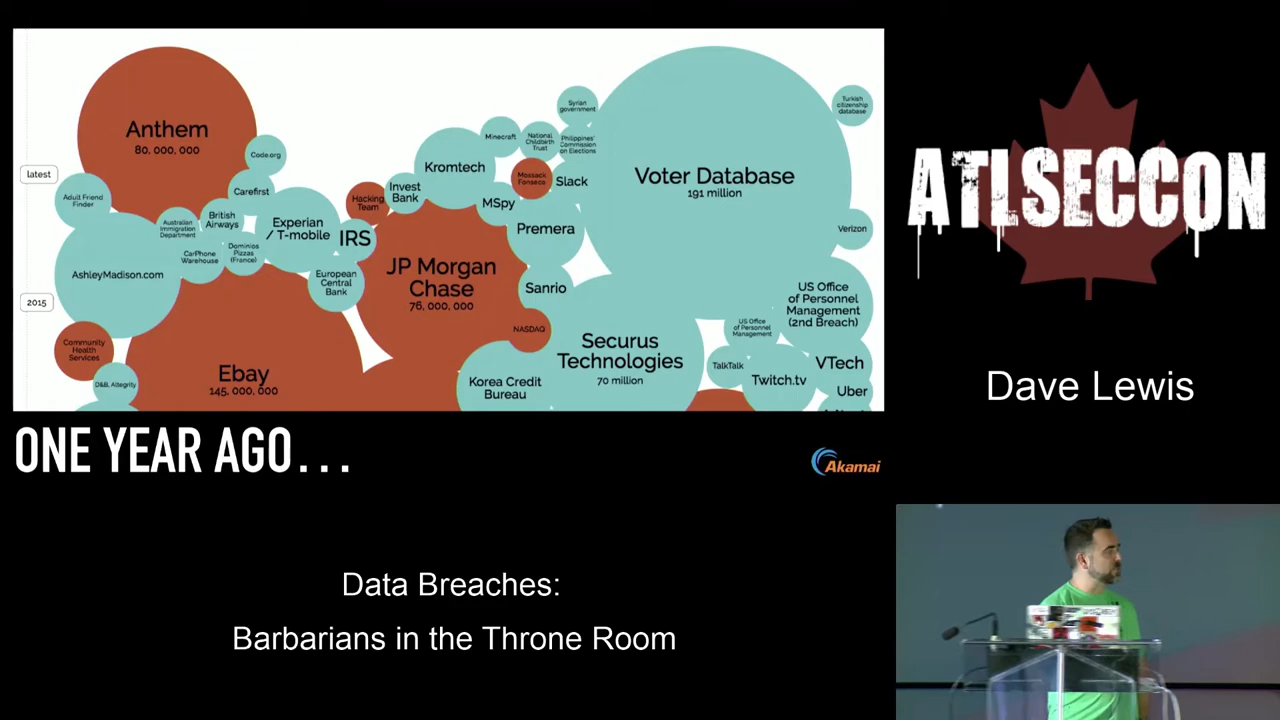 Anthem
80, 000, 000
Code.org
latest
Adult Friend
Finder
Carefirst
Australian
Immigration
Department
British
Airways
Experian
/ T-mobile
CarPhone
Warehouse
Dominios
Pizzas
(France)
AshleyMadison.com
2015
Community
Health
Services
D&B, Altegrity
Ebay
145, 000, 000
Hacking
Team
Invest
Bank
IRS
European
Central
Bank
Kromtech
Minecraft
Syrian
government
National
Childbirth
Trust
Philippines'
Commission
on Elections
Mossack
Fonseca
Slack
MSpy
Premera
JP Morgan
Chase
76, 000, 000
Sanrio
NASDAQ
Korea Credit
Bureau
Securus
Technologies
70 million
Voter Database
191 million
Turkish
citizenship
database
Verizon
US Office
of Personnel
Management
(2nd Breach)
US Office
of Personnel
Management
TalkTalk
Twitch.tv
VTech
Uber
ONE YEAR AGO...
Akamai
ATLSECCON
Dave Lewis
Data Breaches:
Barbarians in the Throne Room